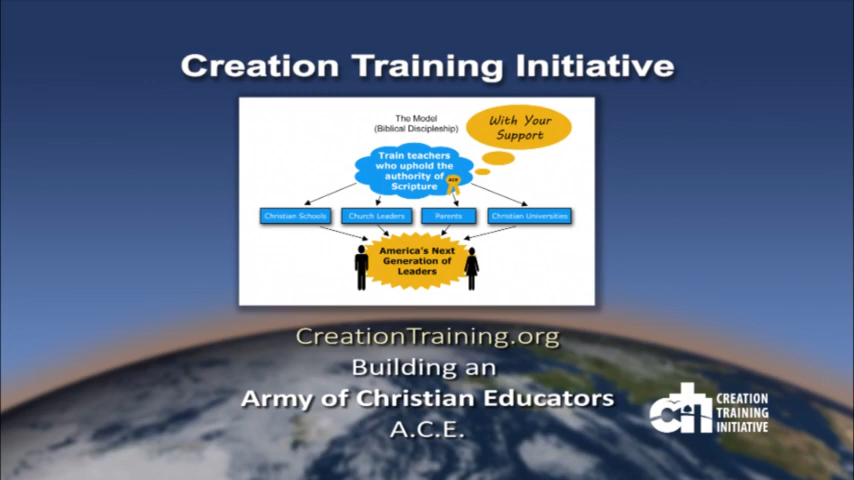 Creation Training Initiative
The Model
(Biblical Discipleship)
With Your
Support
Train teachers
who uphold the
authority of
Scripture
ACE
Christian Schools
Church Leaders
Parents
Christian Universities
America's Next
Generation of
Leaders
CreationTraining.org
Building an
Army of Christian Educators
A.C.E.
CREATION
TRAINING
INITIATIVE